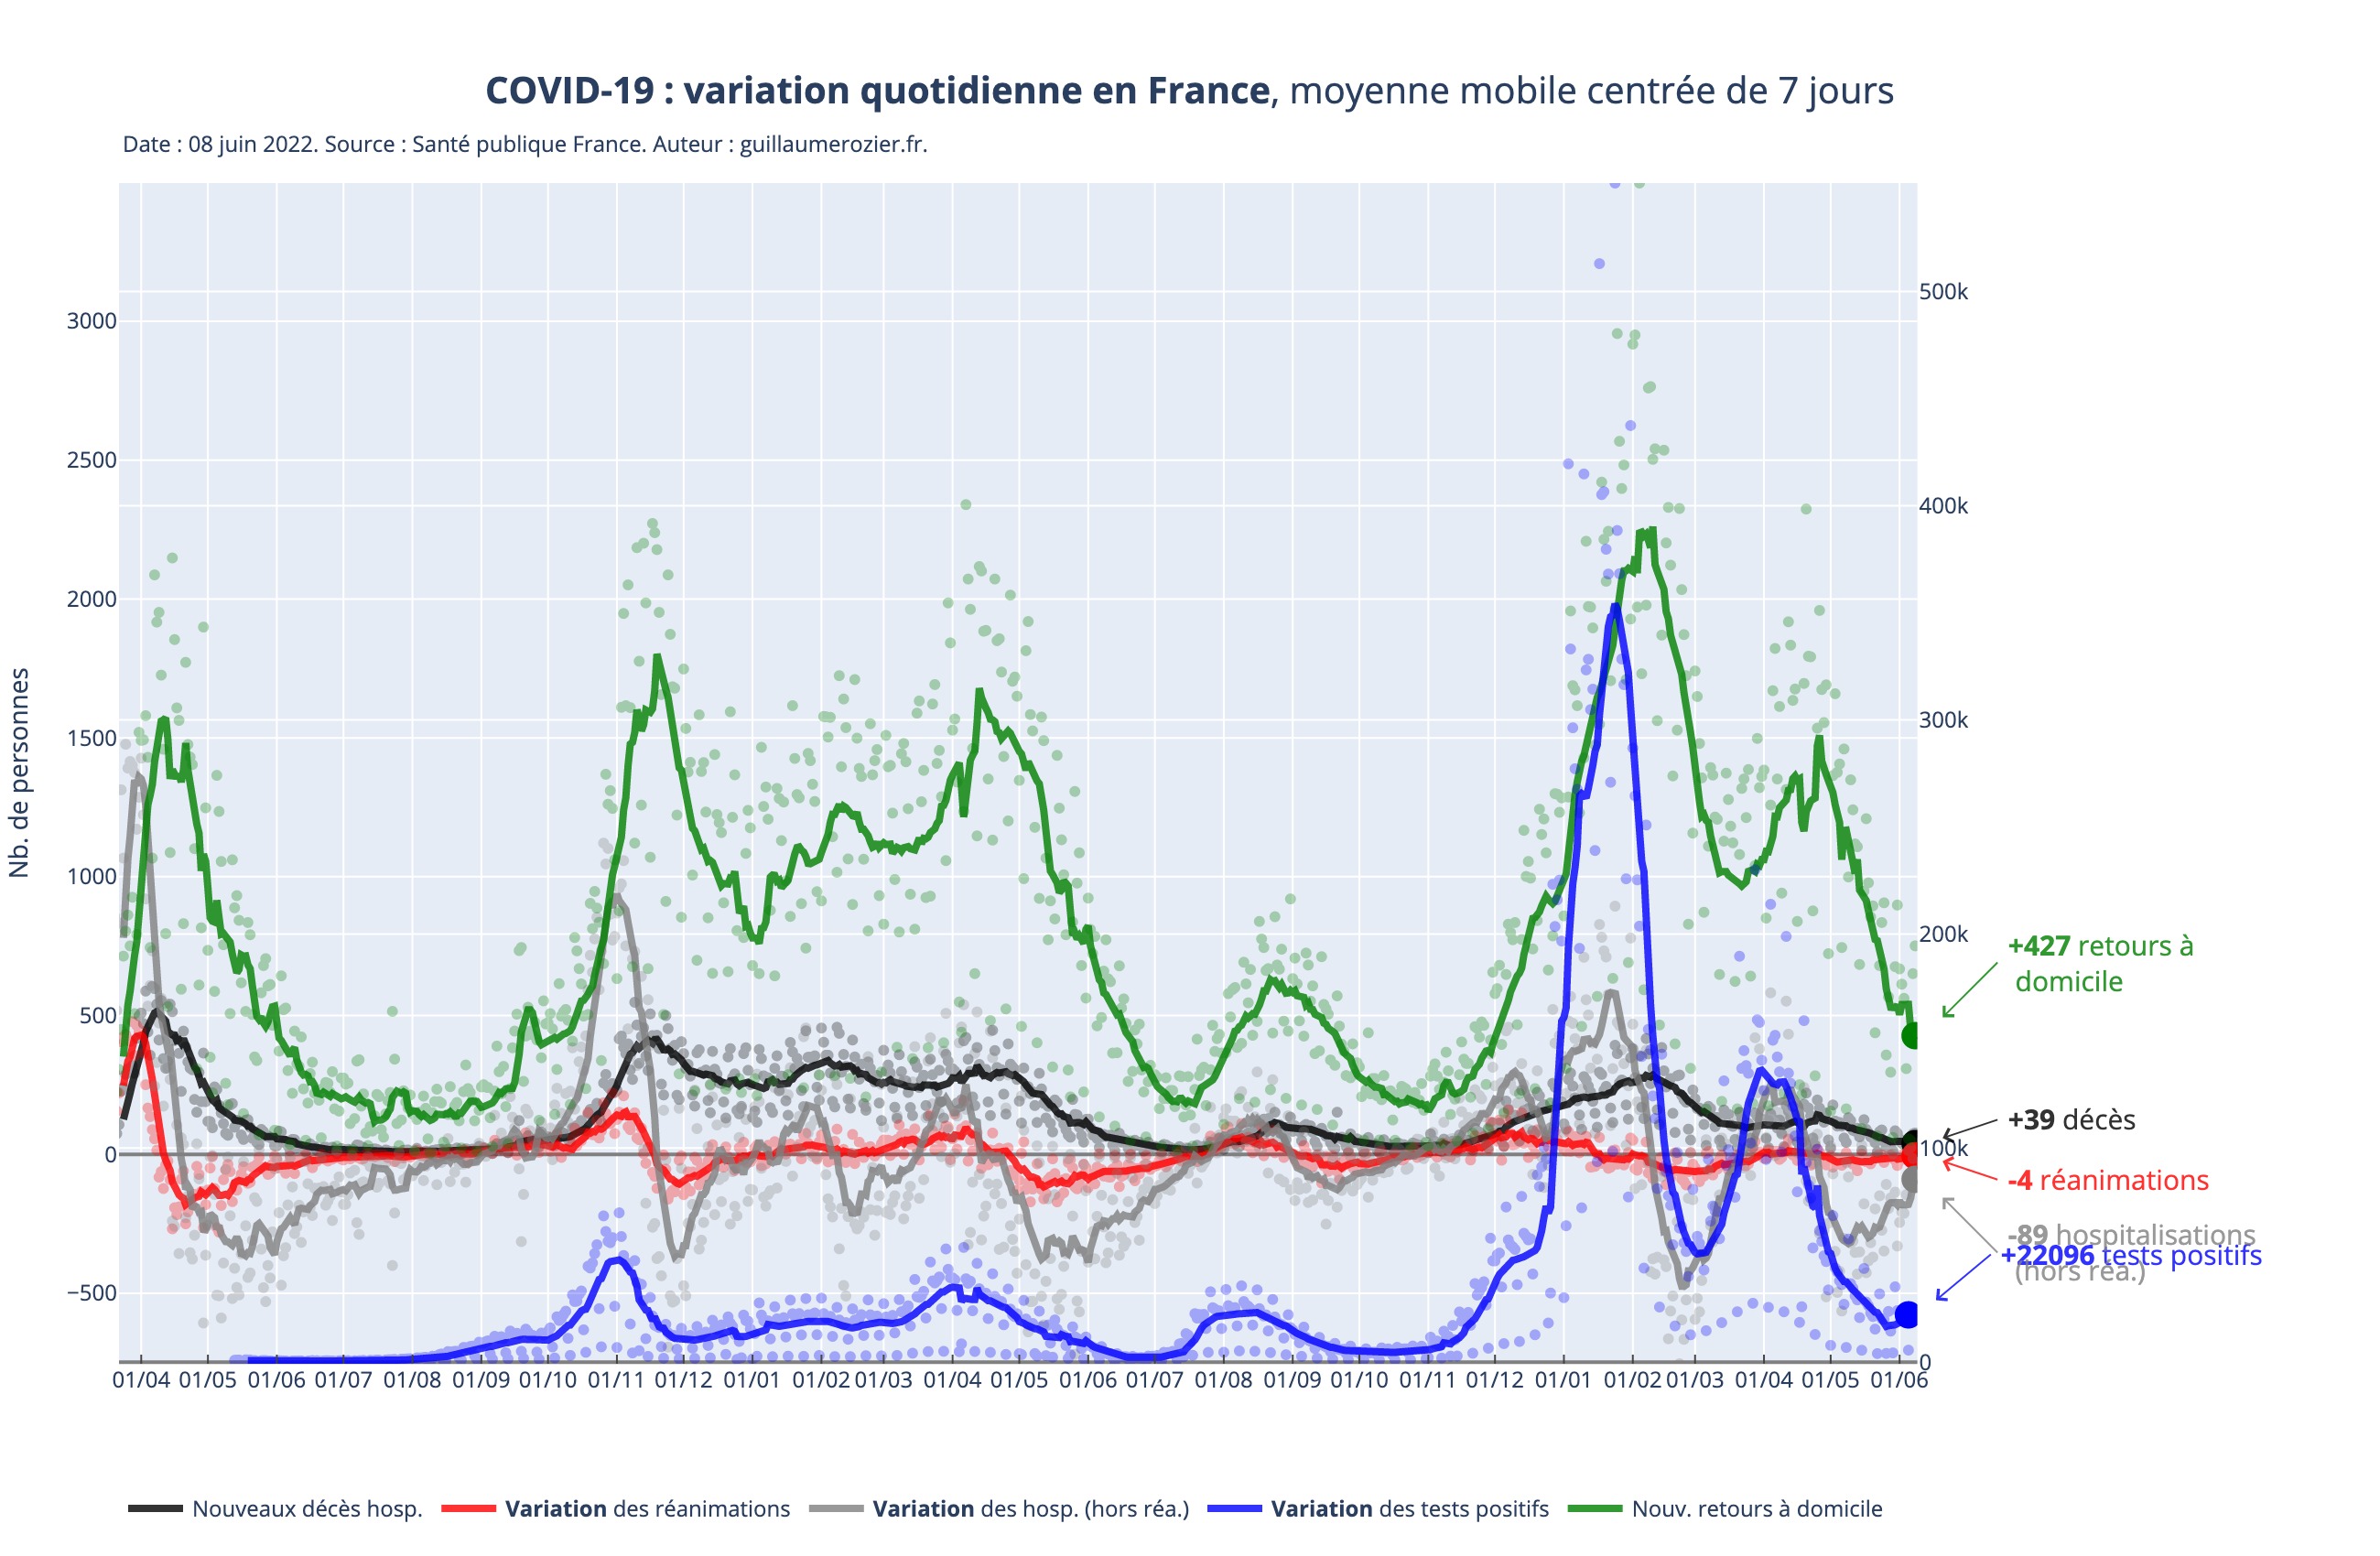 COVID-19 : variation quotidienne en France, moyenne mobile centrée de 7 jours
Date : 08 juin 2022. Source : Santé publique France. Auteur : guillaumerozier.fr.
Nb. de personnes
3000
2500
2000
1500
1000
500
0
−500
500k
400k
300k
200k
100k
0
+427 retours à
domicile
+39 décès
-4 réanimations
-89 hospitalisations
(hors réa.)
+22096 tests positifs
01/04 01/05 01/06 01/07 01/08 01/09 01/10 01/11 01/12 01/01 01/02 01/03 01/04 01/05 01/06 01/07 01/08 01/09 01/10 01/11 01/12 01/01 01/02 01/03 01/04 01/05 01/06
Nouveaux décès hosp. Variation des réanimations Variation des hosp. (hors réa.) Variation des tests positifs Nouv. retours à domicile